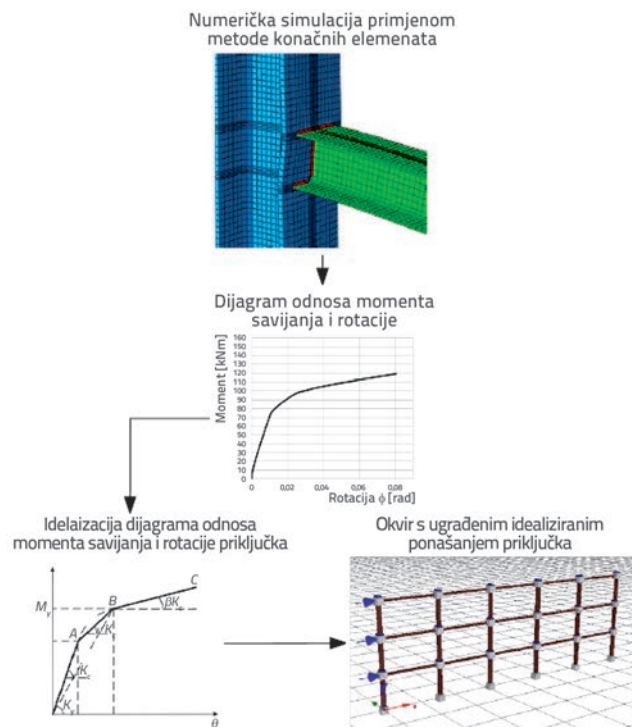 Numerička simulacija primjenom
metode konačnih elemenata
Dijagram odnosa momenta
savijanja i rotacije
Moment [kNm]
160
150
140
130
120
110
100
90
80
70
60
50
40
30
20
10
0
0 0,02 0,04 0,06 0,08
Rotacija ϕ [rad]
Idelaizacija dijagrama odnosa
momenta savijanja i rotacije priključka
C
B
M_y
βK
A
K
K
K
θ
Okvir s ugrađenim idealiziranim
ponašanjem priključka